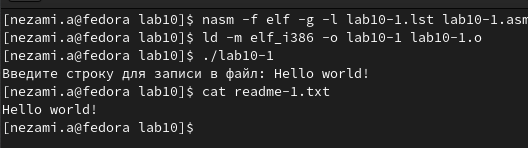 [nezami.a@fedora lab10]$ nasm -f elf -g -l lab10-1.lst lab10-1.asm
[nezami.a@fedora lab10]$ ld -m elf_i386 -o lab10-1 lab10-1.o
[nezami.a@fedora lab10]$ ./lab10-1
Введите строку для записи в файл: Hello world!
[nezami.a@fedora lab10]$ cat readme-1.txt
Hello world!
[nezami.a@fedora lab10]$